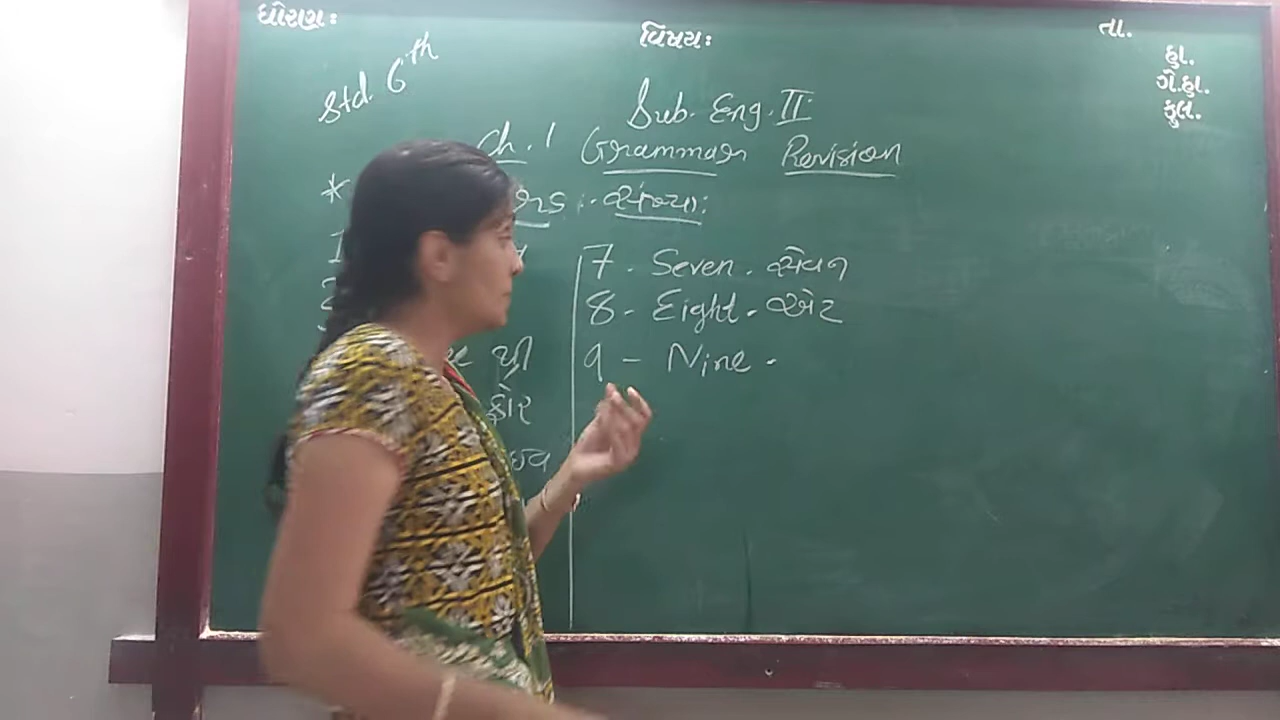 ધોરણ:
વિષય:
તા.
હા.
ગે.હા.
કુલ.
Std. 6th
Sub. Eng. II
Ch. 1 Grammar Revision
* :- સંખ્યા:
થ્રી
ફોર
7 - Seven - સેવન
8 - Eight - એટ
9 - Nine -